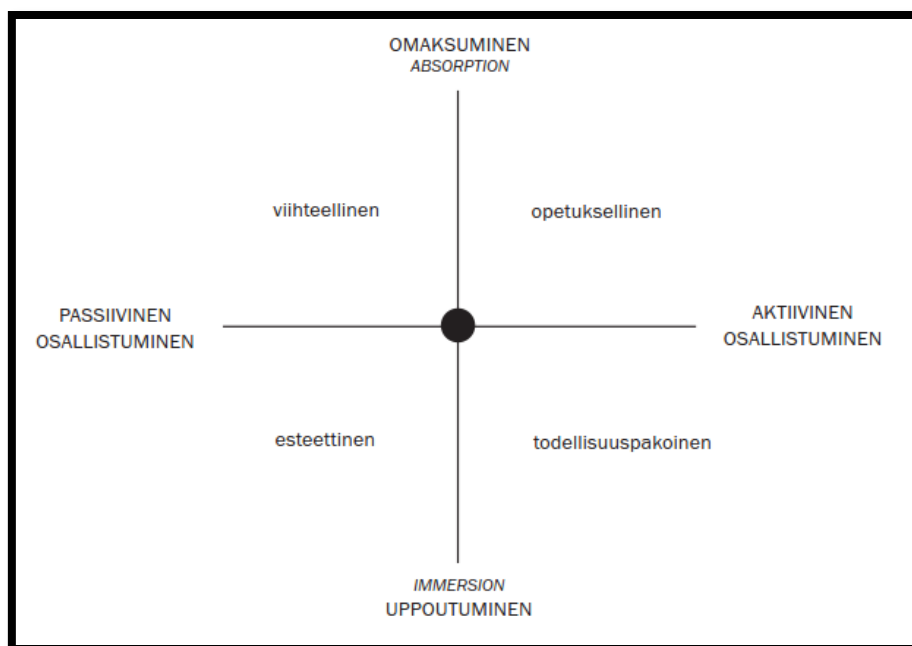 OMAKSUMINEN
ABSORPTION
viihteellinen
opetuksellinen
PASSIIVINEN
OSALLISTUMINEN
AKTIIVINEN
OSALLISTUMINEN
esteettinen
todellisuuspakoinen
IMMERSION
UPPOUTUMINEN